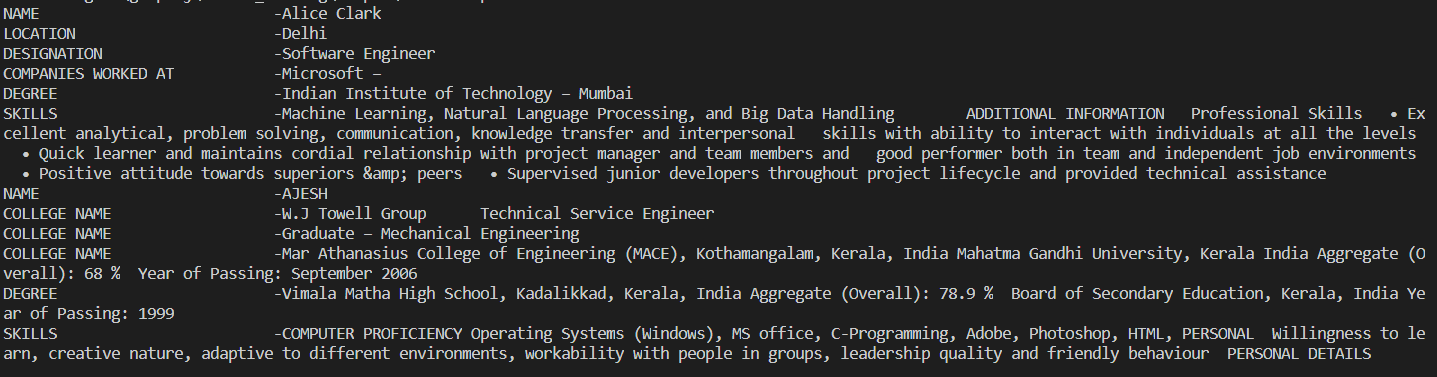 NAME                          -Alice Clark
LOCATION                      -Delhi
DESIGNATION                   -Software Engineer
COMPANIES WORKED AT           -Microsoft –
DEGREE                        -Indian Institute of Technology – Mumbai
SKILLS                        -Machine Learning, Natural Language Processing, and Big Data Handling        ADDITIONAL INFORMATION   Professional Skills   • Ex
cellent analytical, problem solving, communication, knowledge transfer and interpersonal   skills with ability to interact with individuals at all the levels
  • Quick learner and maintains cordial relationship with project manager and team members and   good performer both in team and independent job environments
  • Positive attitude towards superiors &amp; peers   • Supervised junior developers throughout project lifecycle and provided technical assistance
NAME                          -AJESH
COLLEGE NAME                  -W.J Towell Group      Technical Service Engineer
COLLEGE NAME                  -Graduate – Mechanical Engineering
COLLEGE NAME                  -Mar Athanasius College of Engineering (MACE), Kothamangalam, Kerala, India Mahatma Gandhi University, Kerala India Aggregate (O
verall): 68 %  Year of Passing: September 2006
DEGREE                        -Vimala Matha High School, Kadalikkad, Kerala, India Aggregate (Overall): 78.9 %  Board of Secondary Education, Kerala, India Ye
ar of Passing: 1999
SKILLS                        -COMPUTER PROFICIENCY Operating Systems (Windows), MS office, C-Programming, Adobe, Photoshop, HTML, PERSONAL  Willingness to le
arn, creative nature, adaptive to different environments, workability with people in groups, leadership quality and friendly behaviour  PERSONAL DETAILS